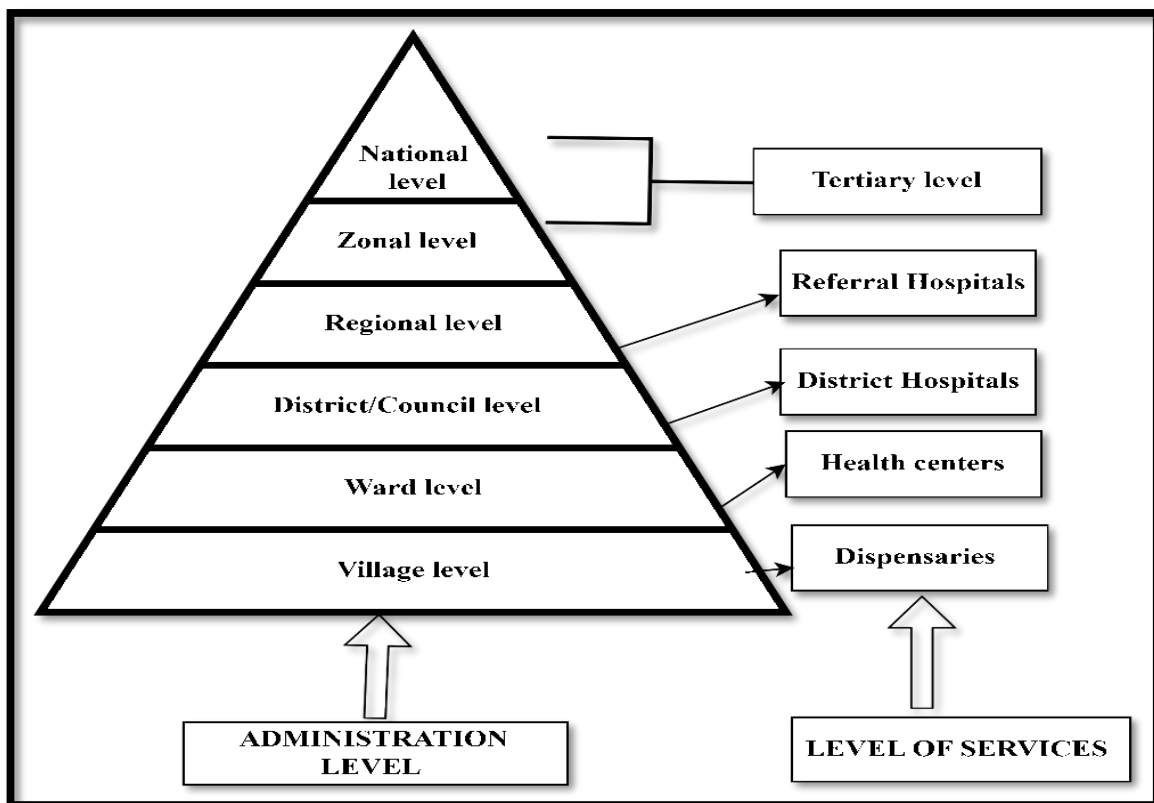 National
level
Tertiary level
Zonal level
Referral Hospitals
Regional level
District Hospitals
District/Council level
Health centers
Ward level
Dispensaries
Village level
ADMINISTRATION
LEVEL
LEVEL OF SERVICES